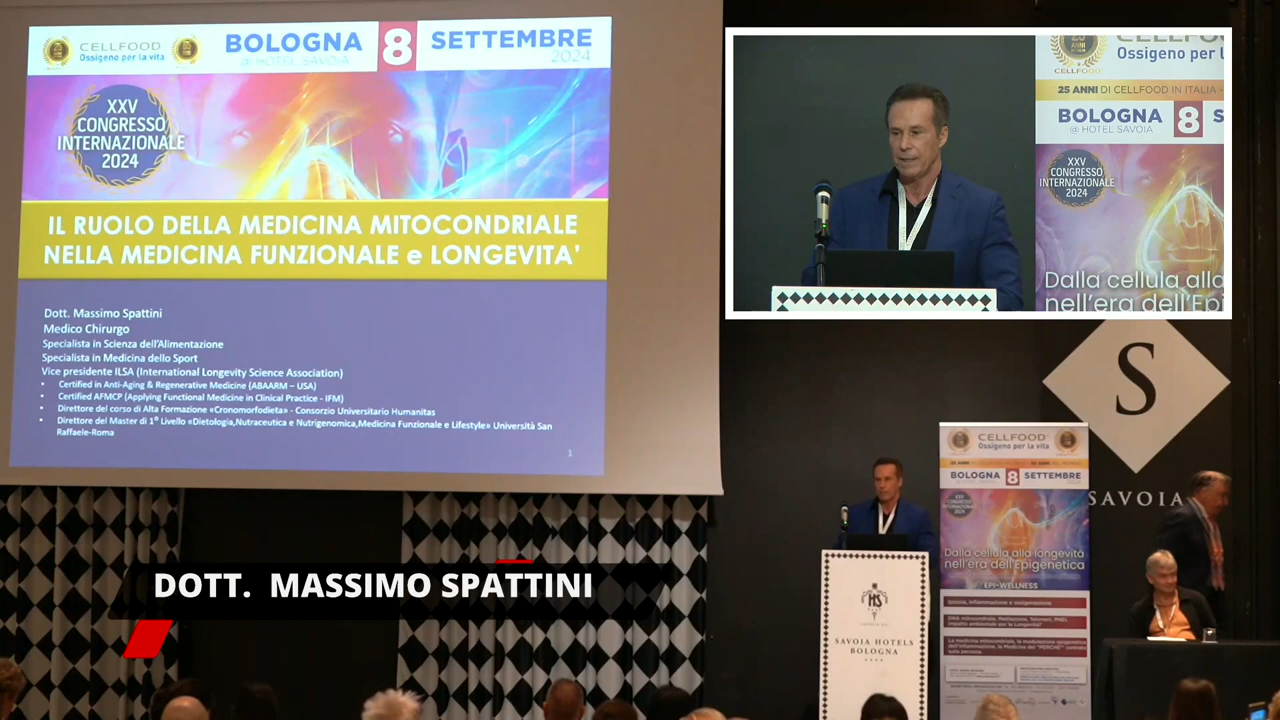 CELLFOOD
Ossigeno per la vita
BOLOGNA 8 SETTEMBRE
@ HOTEL SAVOIA 2024
XXV
CONGRESSO
INTERNAZIONALE
2024
IL RUOLO DELLA MEDICINA MITOCONDRIALE
NELLA MEDICINA FUNZIONALE e LONGEVITA'
Dott. Massimo Spattini
Medico Chirurgo
Specialista in Scienza dell'Alimentazione
Specialista in Medicina dello Sport
Vice presidente ILSA (International Longevity Science Association)
• Certified in Anti-Aging & Regenerative Medicine (ABAARM – USA)
• Certified AFMCP (Applying Functional Medicine in Clinical Practice - IFM)
• Direttore del corso di Alta Formazione «Cronomorfodieta» - Consorzio Universitario Humanitas
• Direttore del Master di 1° Livello «Dietologia,Nutraceutica e Nutrigenomica,Medicina Funzionale e Lifestyle» Università San
Raffaele-Roma
1
25
ANNI
CELLFOOD
CELLFOO
Ossigeno per l
25 ANNI DI CELLFOOD IN ITALIA -
BOLOGNA 8 S
@ HOTEL SAVOIA
XXV
CONGRESSO
INTERNAZIONALE
2024
Dalla cellula alla
nell'era dell'Epi
S
SAVOIA
CELLFOOD
Ossigeno per la vita
BOLOGNA 8 SETTEMBRE
Dalla cellula alla longevità
nell'era dell'Epigenetica
EPI-WELLNESS
HS
SAVOIA HOTELS
BOLOGNA
DOTT. MASSIMO SPATTINI